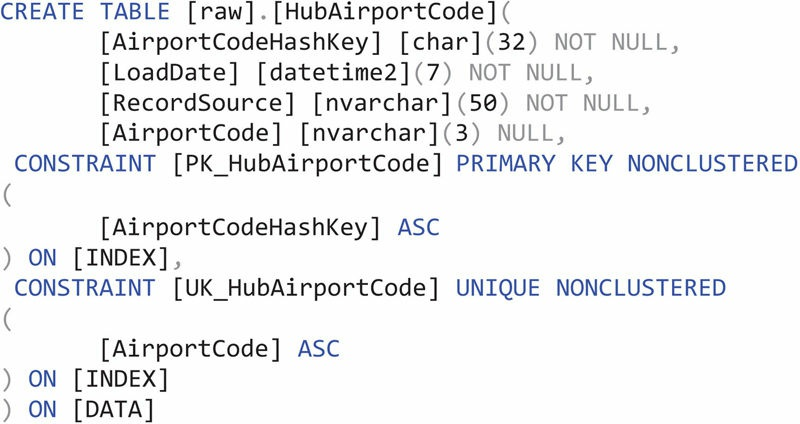 CREATE TABLE [raw].[HubAirportCode](
[AirportCodeHashKey] [char](32) NOT NULL,
[LoadDate] [datetime2](7) NOT NULL,
[RecordSource] [nvarchar](50) NOT NULL,
[AirportCode] [nvarchar](3) NULL,
CONSTRAINT [PK_HubAirportCode] PRIMARY KEY NONCLUSTERED
(
[AirportCodeHashKey] ASC
) ON [INDEX],
CONSTRAINT [UK_HubAirportCode] UNIQUE NONCLUSTERED
(
[AirportCode] ASC
) ON [INDEX]
) ON [DATA]